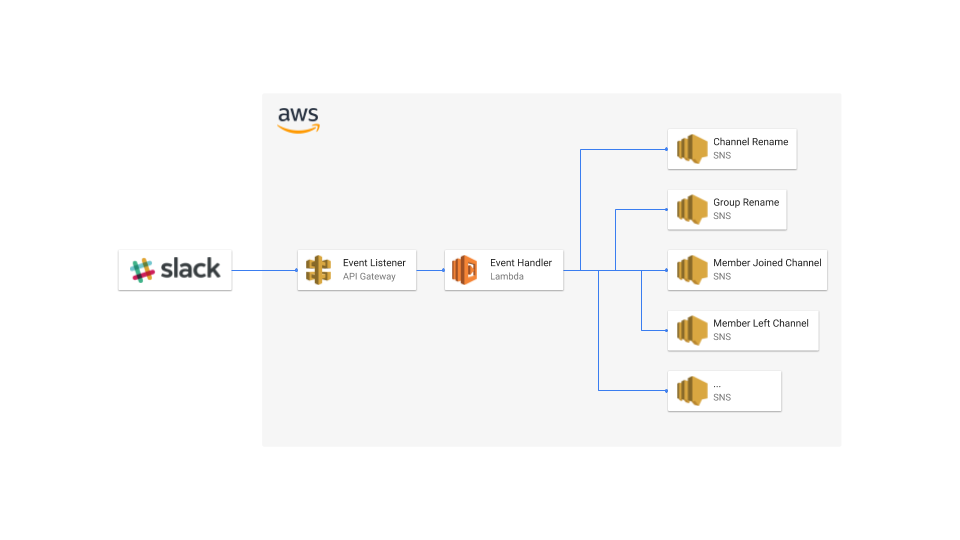 aws
Channel Rename
SNS
Group Rename
SNS
slack
Event Listener
API Gateway
Event Handler
Lambda
Member Joined Channel
SNS
Member Left Channel
SNS
...
SNS